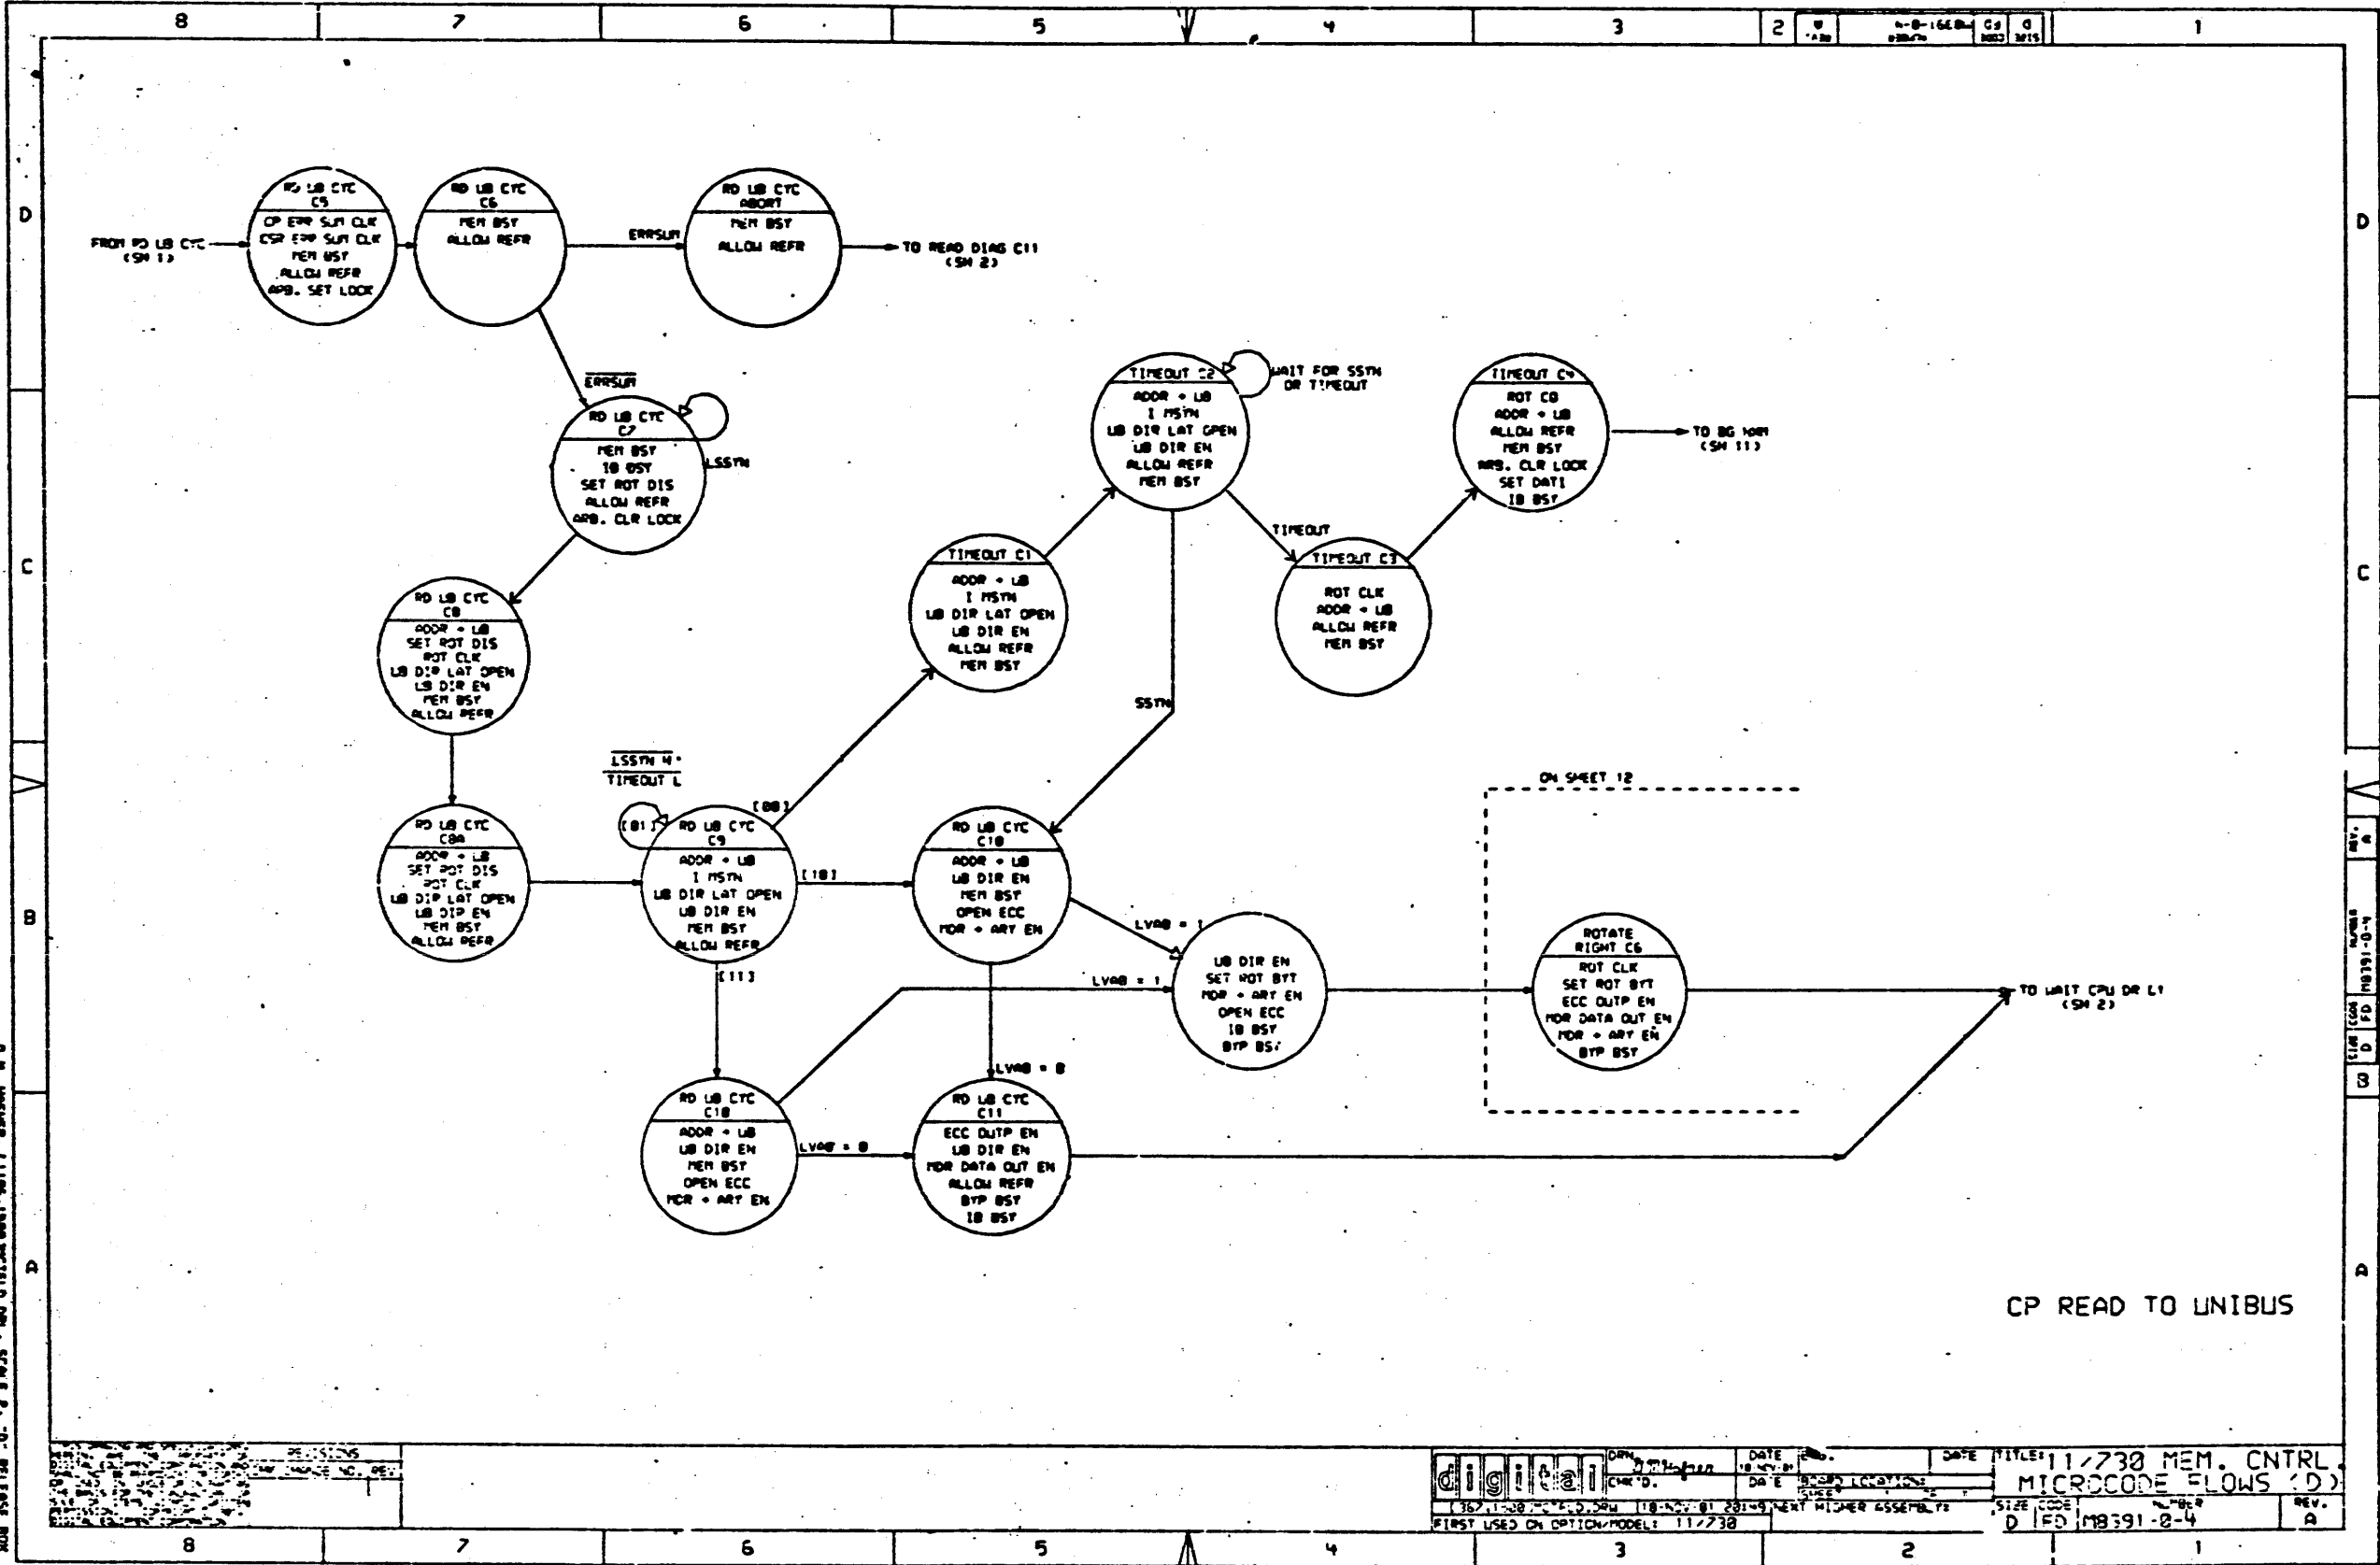 8 7 6 5 4 3 2 1
FROM RD UB CYC
(SH 1)
RD UB CYC
C5
CP ERR SUM CLK
CSR ERR SUM CLK
MEM BSY
ALLOW REFR
ARB. SET LOCK
RD UB CYC
C6
MEM BSY
ALLOW REFR
ERRSUM
RD UB CYC
ABORT
MEM BSY
ALLOW REFR
TO READ DIAG C11
(SH 2)
ERRSUM
RD UB CYC
C7
MEM BSY
IB BSY
SET ROT DIS
ALLOW REFR
ARB. CLR LOCK
LSSYN
TIMEOUT C2
ADDR + UB
I MSYN
UB DIR LAT OPEN
UB DIR EN
ALLOW REFR
MEM BSY
WAIT FOR SSYN
OR TIMEOUT
TIMEOUT C4
ROT C0
ADDR + UB
ALLOW REFR
MEM BSY
ARB. CLR LOCK
SET DATI
IB BSY
(SH 11)
TIMEOUT
TIMEOUT C1
ADDR + UB
I MSYN
UB DIR LAT OPEN
UB DIR EN
ALLOW REFR
MEM BSY
TIMEOUT C3
ROT CLK
ADDR + UB
ALLOW REFR
MEM BSY
RD UB CYC
C8
ADDR + UB
SET ROT DIS
ROT CLK
UB DIR LAT OPEN
UB DIR EN
MEM BSY
ALLOW REFR
SSYN
LSSYN H
TIMEOUT L
[01]
[00]
ON SHEET 12
RD UB CYC
C8A
ADDR + UB
SET ROT DIS
ROT CLK
UB DIR LAT OPEN
UB DIR EN
MEM BSY
ALLOW REFR
RD UB CYC
C9
ADDR + UB
I MSYN
UB DIR LAT OPEN
UB DIR EN
MEM BSY
ALLOW REFR
[10]
[11]
RD UB CYC
C10
ADDR + UB
UB DIR EN
MEM BSY
OPEN ECC
MDR + ARY EN
LVAB = 1
LVAB = 1
UB DIR EN
SET ROT BYT
MDR + ARY EN
OPEN ECC
IB BSY
BYP BSY
ROTATE
RIGHT C6
ROT CLK
SET ROT BYT
ECC OUTP EN
MDR DATA OUT EN
MDR + ARY EN
BYP BSY
TO WAIT CPU DR L1
(SH 2)
LVAB = 0
RD UB CYC
C10
ADDR + UB
UB DIR EN
MEM BSY
OPEN ECC
MDR + ARY EN
LVAB = 0
RD UB CYC
C11
ECC OUTP EN
UB DIR EN
MDR DATA OUT EN
ALLOW REFR
BYP BSY
IB BSY
D
C
B
A
CP READ TO UNIBUS
REVISIONS
digital
DRN.
DATE
CHK'D.
DATE
BOARD LOCATION:
NEXT HIGHER ASSEMBLY:
FIRST USED ON OPTION/MODEL: 11/730
TITLE: 11/730 MEM. CNTRL.
MICROCODE FLOWS (D)
SIZE CODE NUMBER REV.
D FD M8391-0-4 A
8 7 6 5 4 3 2 1